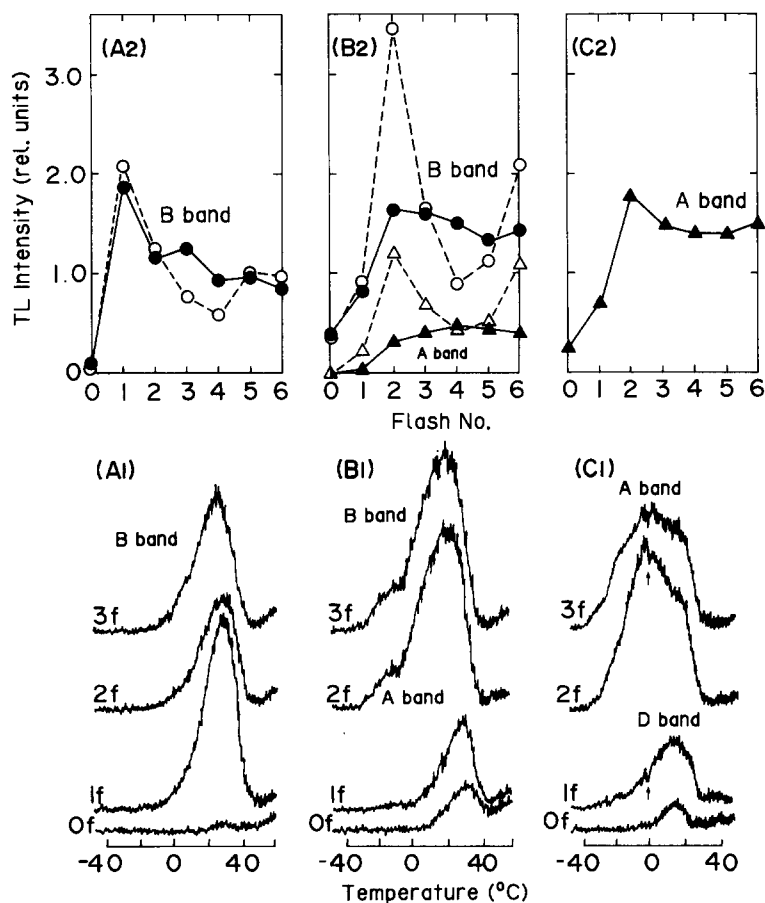 (A2)
(B2)
(C2)
TL Intensity (rel. units)
3.0
2.0
1.0
0
B band
B band
A band
A band
0 1 2 3 4 5 6
0 1 2 3 4 5 6
0 1 2 3 4 5 6
Flash No.
(A1)
(B1)
(C1)
B band
B band
A band
3f
3f
3f
2f
2f
2f
A band
D band
1f
1f
1f
0f
0f
0f
-40 0 40
-40 0 40
-40 0 40
Temperature (°C)